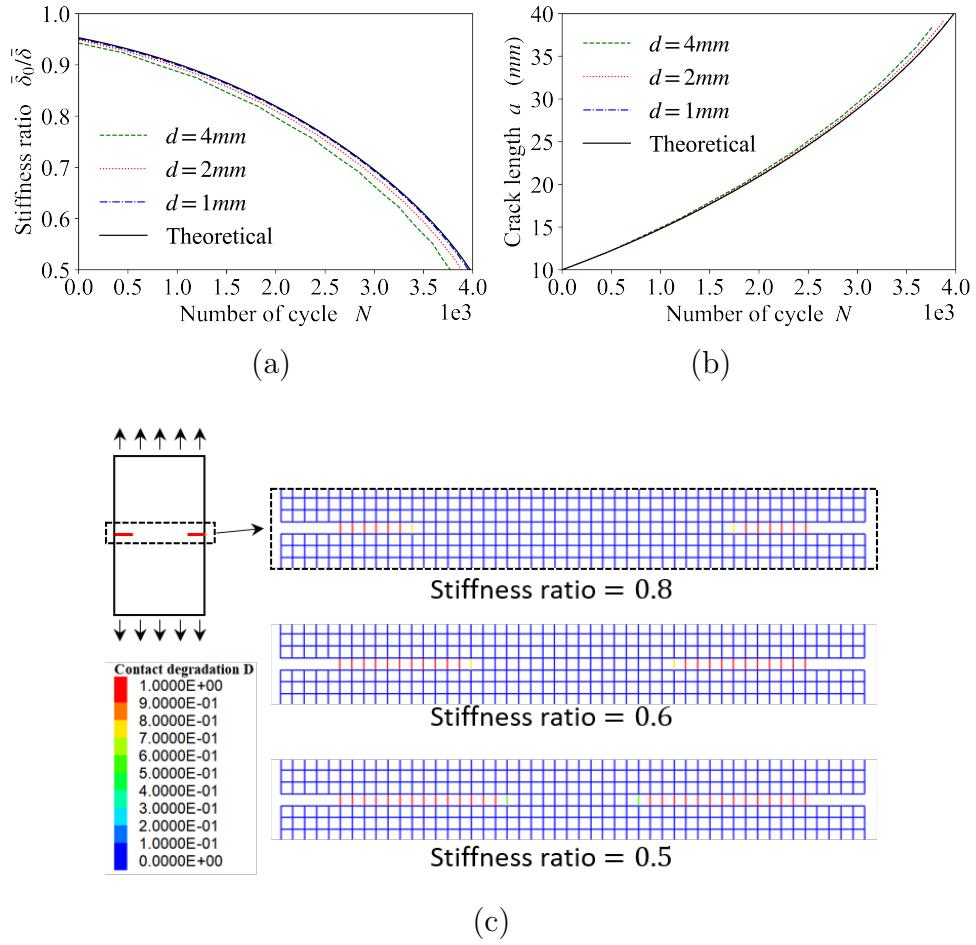 Stiffness ratio δ̄₀/δ̄
1.0
0.9
0.8
0.7
0.6
0.5
d = 4mm
d = 2mm
d = 1mm
Theoretical
0.0 0.5 1.0 1.5 2.0 2.5 3.0 3.5 4.0
Number of cycle N 1e3
(a)
Crack length a (mm)
40
35
30
25
20
15
10
d = 4mm
d = 2mm
d = 1mm
Theoretical
0.0 0.5 1.0 1.5 2.0 2.5 3.0 3.5 4.0
Number of cycle N 1e3
(b)
Stiffness ratio = 0.8
Stiffness ratio = 0.6
Stiffness ratio = 0.5
Contact degradation D
1.0000E+00
9.0000E-01
8.0000E-01
7.0000E-01
6.0000E-01
5.0000E-01
4.0000E-01
3.0000E-01
2.0000E-01
1.0000E-01
0.0000E+00
(c)